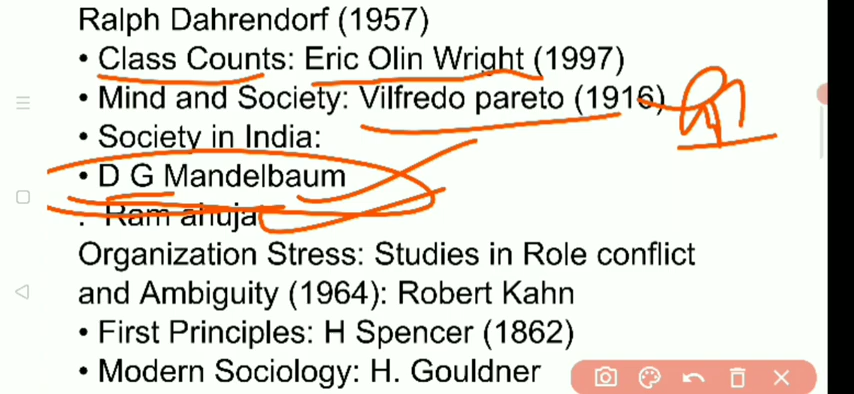 Ralph Dahrendorf (1957)
• Class Counts: Eric Olin Wright (1997)
• Mind and Society: Vilfredo pareto (1916)
• Society in India:
• D G Mandelbaum
. Ram ahuja
Organization Stress: Studies in Role conflict
and Ambiguity (1964): Robert Kahn
• First Principles: H Spencer (1862)
• Modern Sociology: H. Gouldner